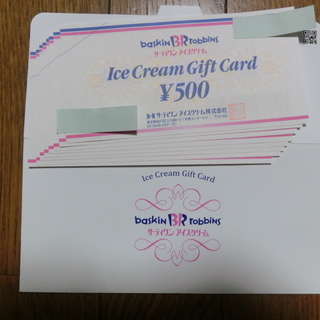 baskin BR robbins
サーティワン アイスクリーム
Ice Cream Gift Card
¥500
サーティワン アイスクリーム株式会社
Ice Cream Gift Card
baskin BR robbins
サーティワン アイスクリーム